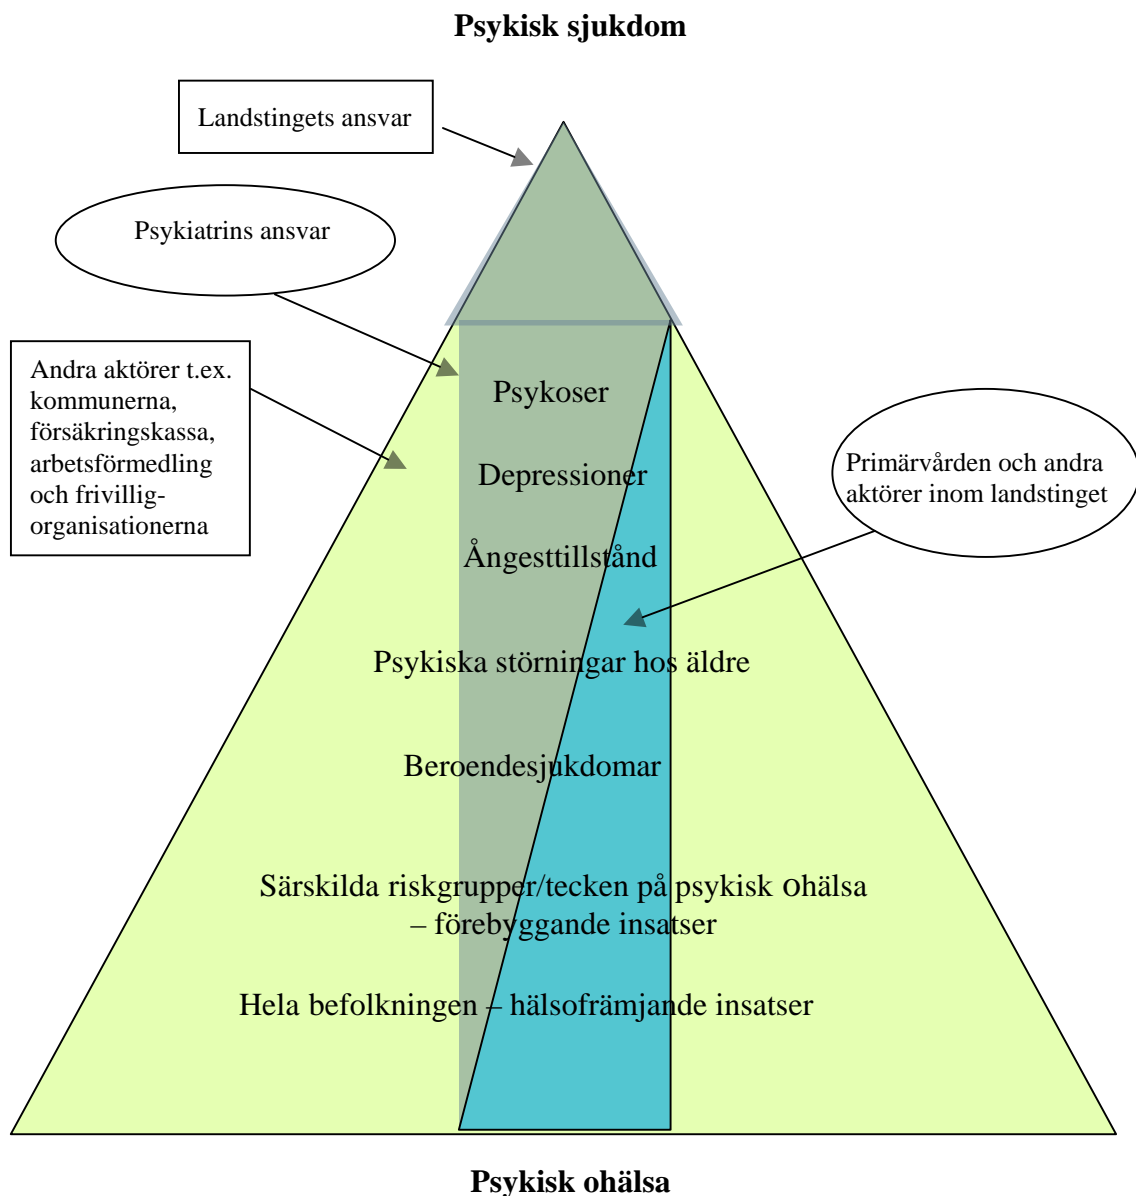 Psykisk sjukdom
Landstingets ansvar
Psykiatrins ansvar
Andra aktörer t.ex.
kommunerna,
försäkringskassa,
arbetsförmedling
och frivillig-
organisationerna
Psykoser
Depressioner
Primärvården och andra
aktörer inom landstinget
Ångesttillstånd
Psykiska störningar hos äldre
Beroendesjukdomar
Särskilda riskgrupper/tecken på psykisk ohälsa
– förebyggande insatser
Hela befolkningen – hälsofrämjande insatser
Psykisk ohälsa